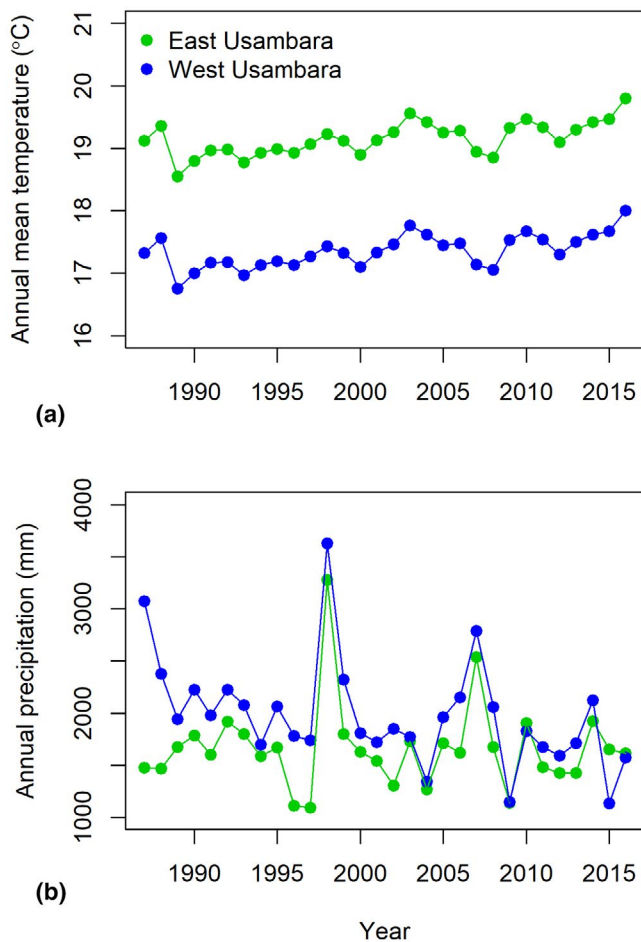 Annual mean temperature (°C)
21
20
19
18
17
16
East Usambara
West Usambara
1990 1995 2000 2005 2010 2015
(a)
Annual precipitation (mm)
4000
3000
2000
1000
1990 1995 2000 2005 2010 2015
(b)
Year